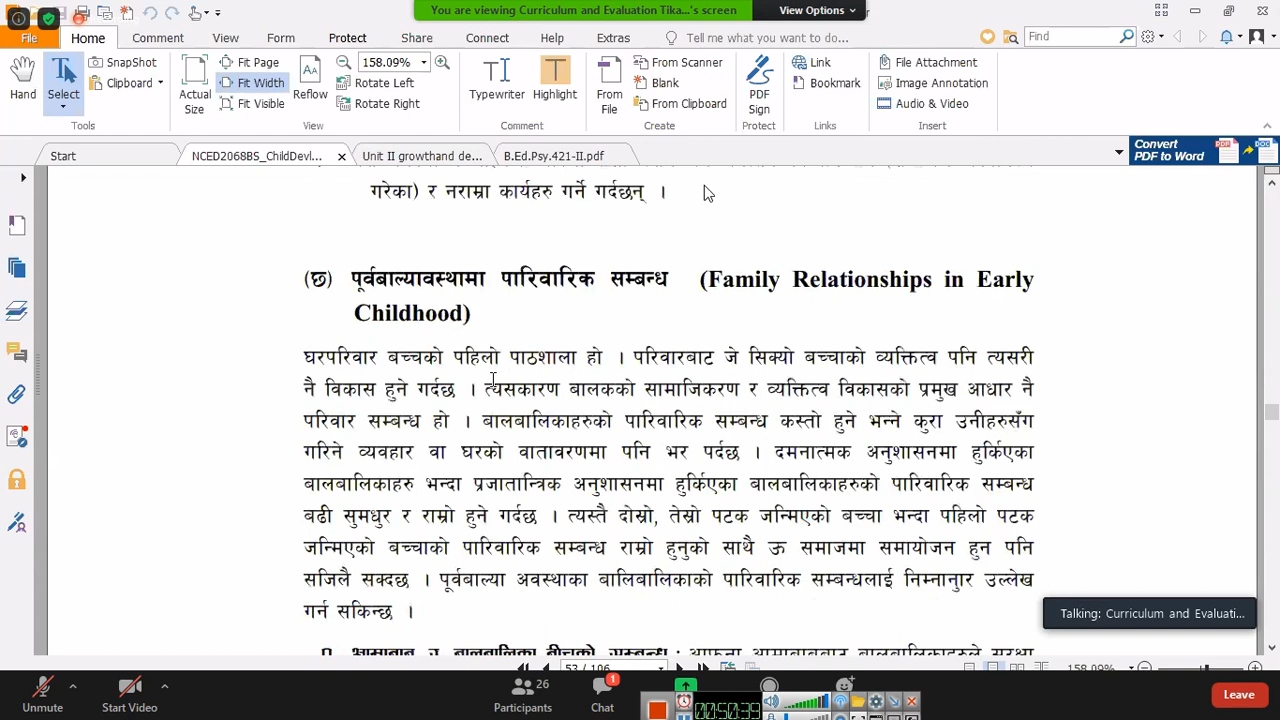 You are viewing Curriculum and Evaluation Tika...'s screen
View Options
File Home Comment View Form Protect Share Connect Help Extras Tell me what you want to do... Find
Hand
Select
SnapShot
Clipboard
Tools
Actual Size
Fit Page
Fit Width
Fit Visible
Reflow
158.09%
Rotate Left
Rotate Right
View
Typewriter
Highlight
Comment
From File
From Scanner
Blank
From Clipboard
Create
PDF Sign
Protect
Link
Bookmark
Links
File Attachment
Image Annotation
Audio & Video
Insert
Start
NCED2068BS_ChildDevl...
Unit II growthand de...
B.Ed.Psy.421-II.pdf
Convert PDF to Word
गरेका) र नराम्रा कार्यहरु गर्ने गर्दछन् ।
(छ) पूर्वबाल्यावस्थामा पारिवारिक सम्बन्ध (Family Relationships in Early
Childhood)
घरपरिवार बच्चको पहिलो पाठशाला हो । परिवारबाट जे सिक्यो बच्चाको व्यक्तित्व पनि त्यसरी
नै विकास हुने गर्दछ । त्यसकारण बालकको सामाजिकरण र व्यक्तित्व विकासको प्रमुख आधार नै
परिवार सम्बन्ध हो । बालबालिकाहरुको पारिवारिक सम्बन्ध कस्तो हुने भन्ने कुरा उनीहरुसँग
गरिने व्यवहार वा घरको वातावरणमा पनि भर पर्दछ । दमनात्मक अनुशासनमा हुर्किएका
बालबालिकाहरु भन्दा प्रजातान्त्रिक अनुशासनमा हुर्किएका बालबालिकाहरुको पारिवारिक सम्बन्ध
बढी सुमधुर र राम्रो हुने गर्दछ । त्यस्तै दोस्रो, तेस्रो पटक जन्मिएको बच्चा भन्दा पहिलो पटक
जन्मिएको बच्चाको पारिवारिक सम्बन्ध राम्रो हुनुको साथै ऊ समाजमा समायोजन हुन पनि
सजिलै सक्दछ । पूर्वबाल्या अवस्थाका बालिबालिकाको पारिवारिक सम्बन्धलाई निम्नानुार उल्लेख
गर्न सकिन्छ ।
Talking: Curriculum and Evaluati...
53 / 106
158.09%
Unmute
Start Video
26
Participants
1
Chat
00:50:39
Leave